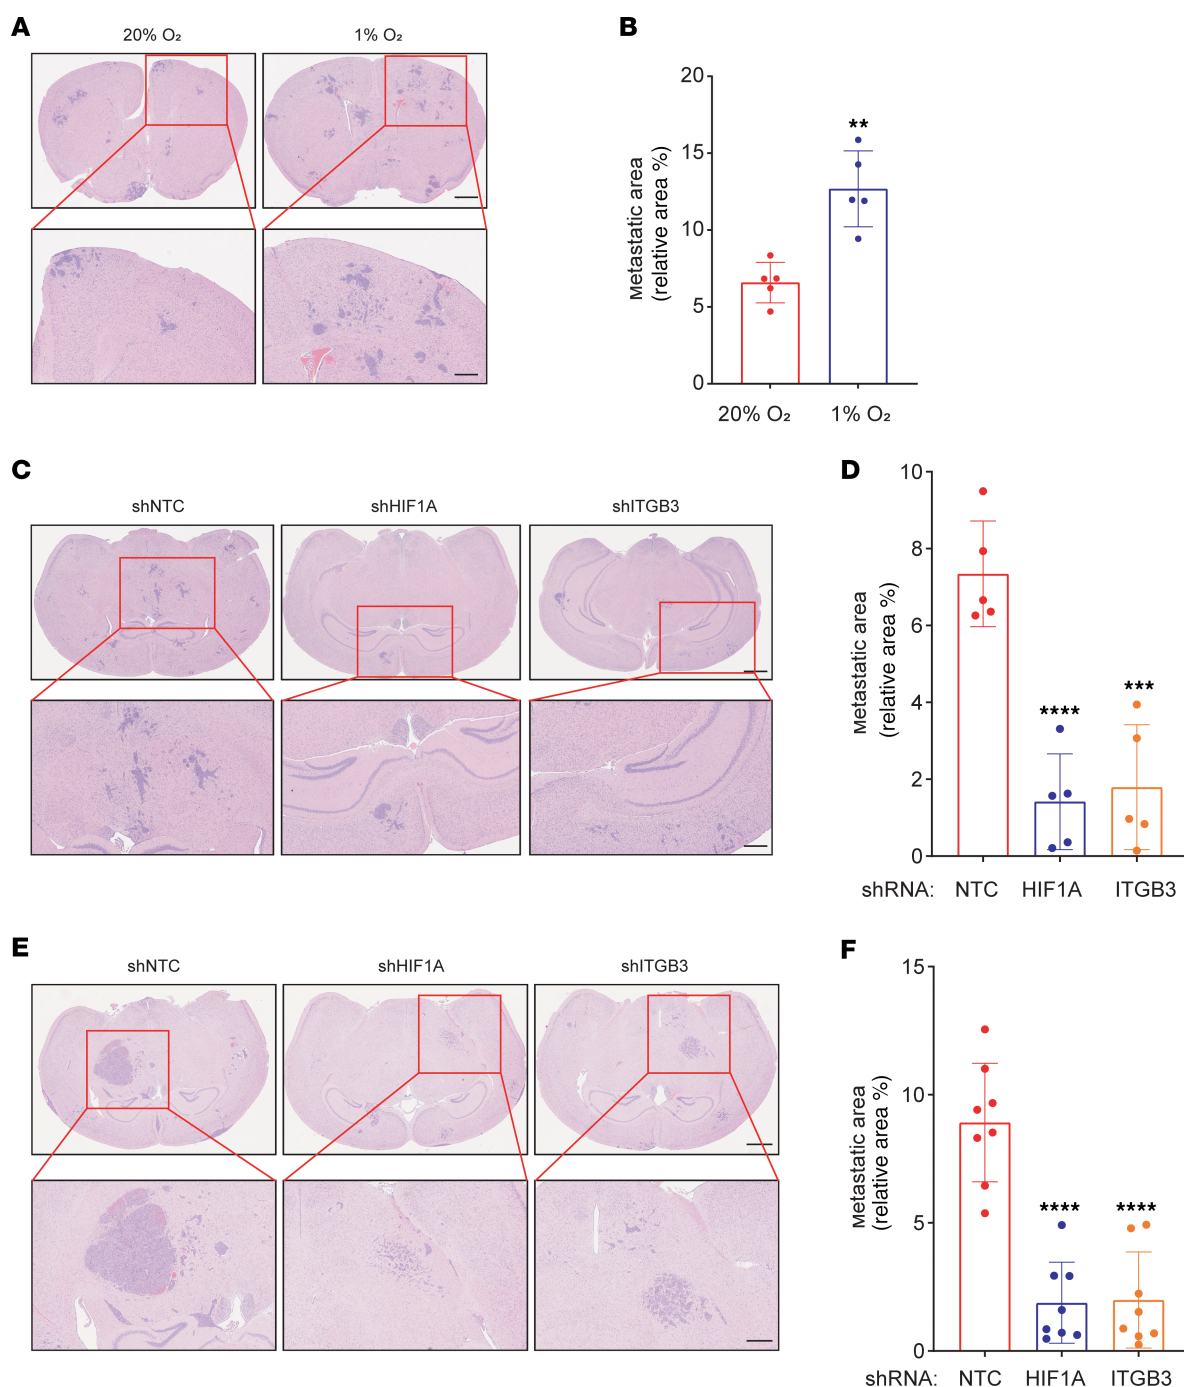 A
20% O₂
1% O₂
B
20
15
10
5
0
Metastatic area
(relative area %)
**
20% O₂
1% O₂
C
shNTC
shHIF1A
shITGB3
D
10
8
6
4
2
0
Metastatic area
(relative area %)
****
***
shRNA: NTC HIF1A ITGB3
E
shNTC
shHIF1A
shITGB3
F
15
10
5
0
Metastatic area
(relative area %)
****
****
shRNA: NTC HIF1A ITGB3